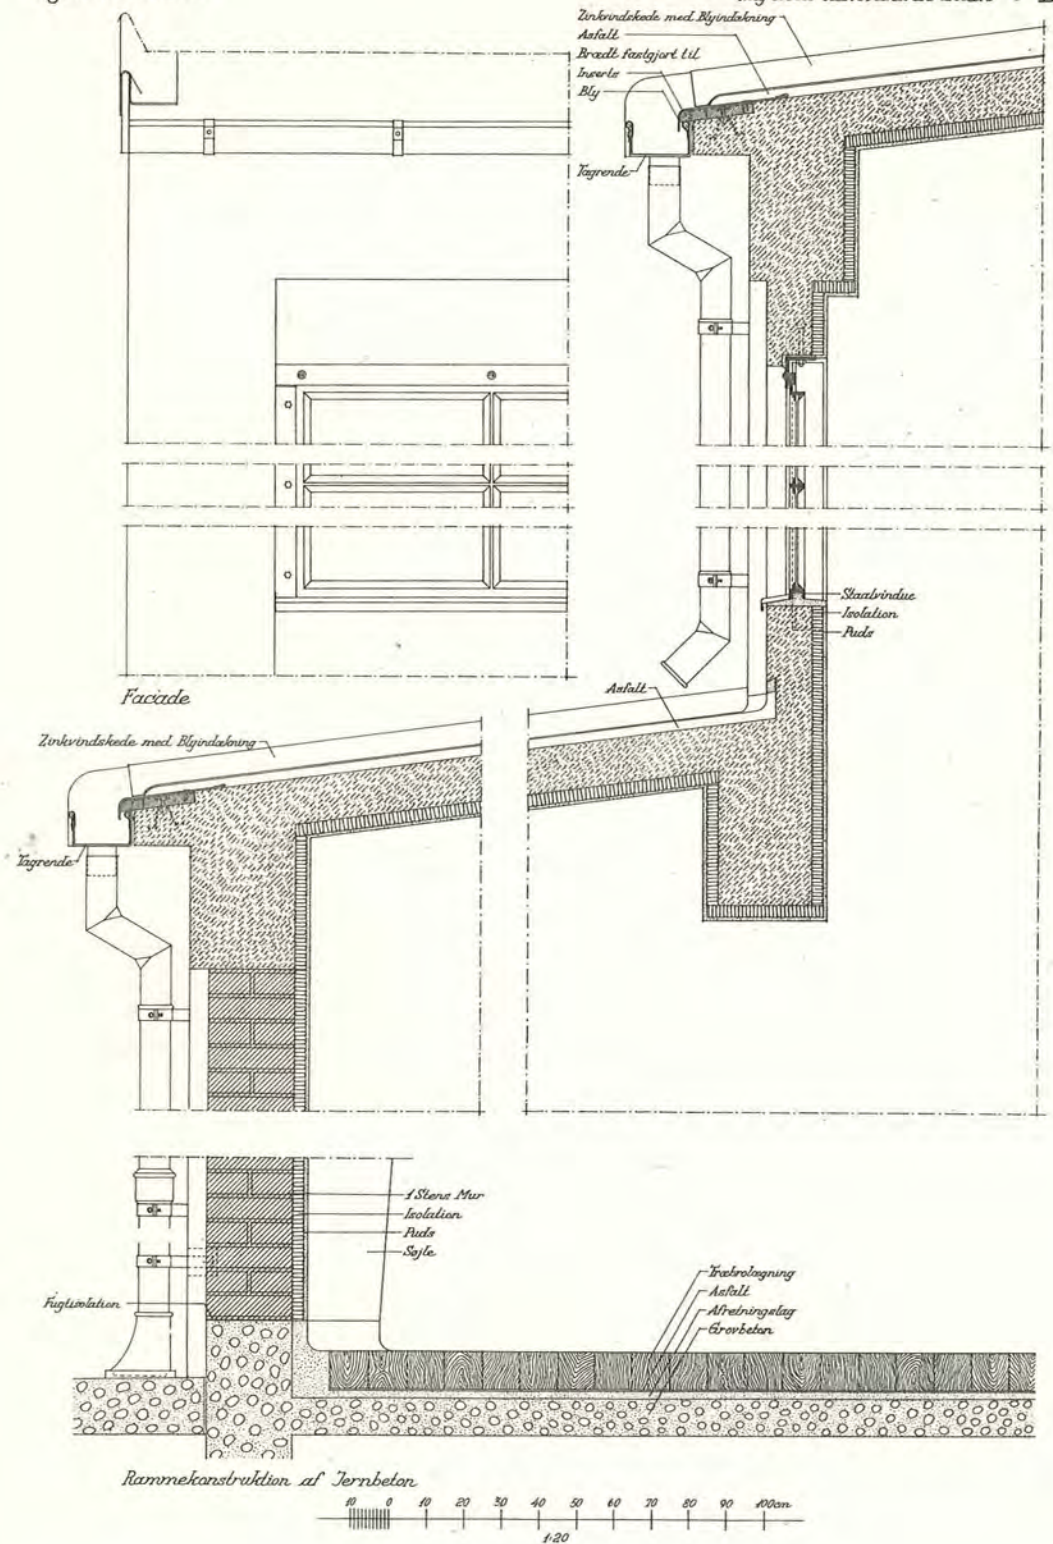 Zinkvindskede med Blyindækning
Asfalt
Brædt fastgjort til
Inserts
Bly
Tagrende
Staalvindue
Isolation
Puds
Facade
Asfalt
Zinkvindskede med Blyindækning
Tagrende
1 Stens Mur
Isolation
Puds
Søjle
Fugtisolation
Træbrolægning
Asfalt
Afretningslag
Grovbeton
Rammekonstruktion af Jernbeton
10 0 10 20 30 40 50 60 70 80 90 100cm
1:20